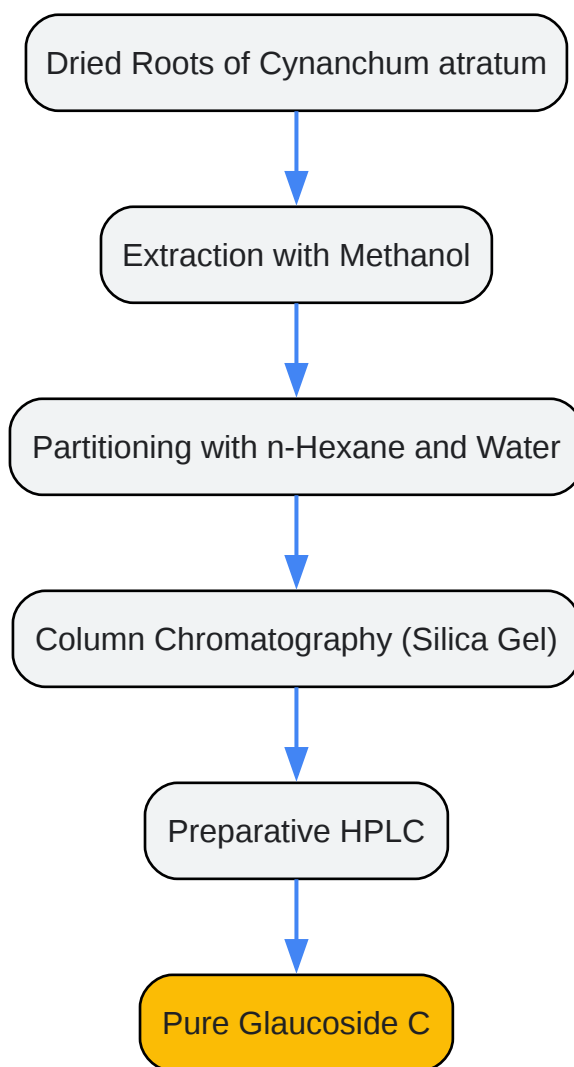 Dried Roots of Cynanchum atratum
Extraction with Methanol
Partitioning with n-Hexane and Water
Column Chromatography (Silica Gel)
Preparative HPLC
Pure Glaucoside C